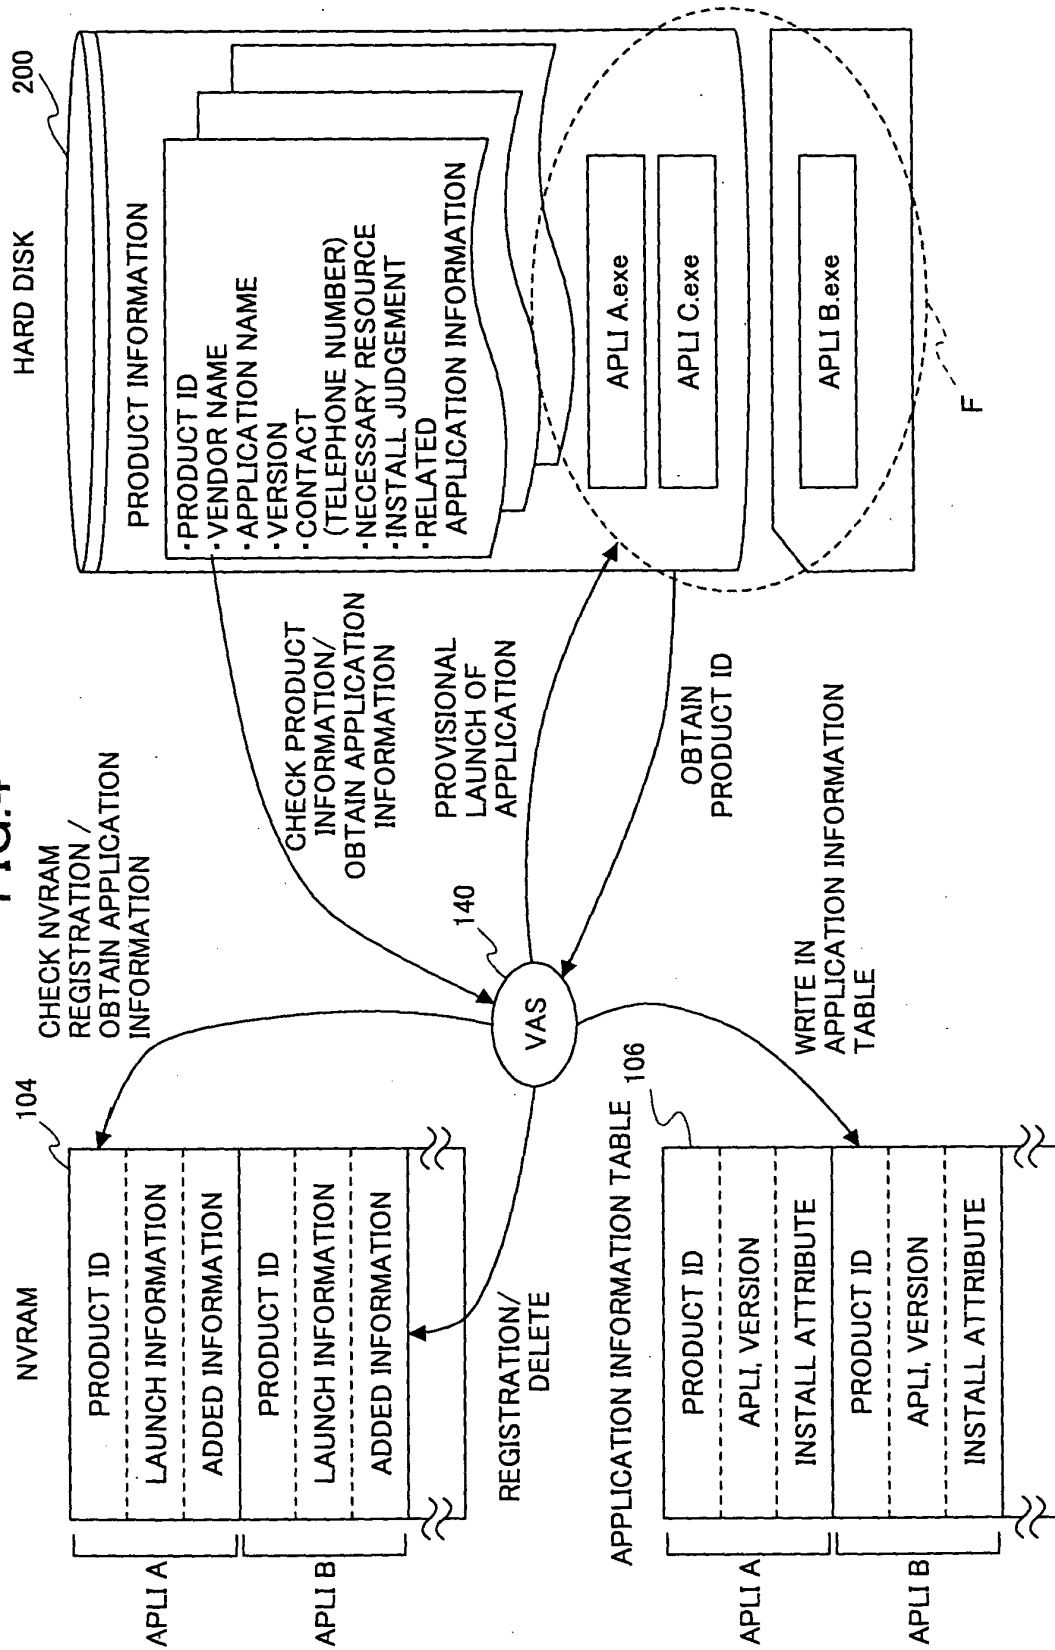 FIG.4
NVRAM
104
CHECK NVRAM
REGISTRATION /
OBTAIN APPLICATION
INFORMATION
APLI A
PRODUCT ID
LAUNCH INFORMATION
ADDED INFORMATION
APLI B
PRODUCT ID
LAUNCH INFORMATION
ADDED INFORMATION
REGISTRATION/
DELETE
APPLICATION INFORMATION TABLE
106
APLI A
PRODUCT ID
APLI, VERSION
INSTALL ATTRIBUTE
APLI B
PRODUCT ID
APLI, VERSION
INSTALL ATTRIBUTE
VAS
140
CHECK PRODUCT
INFORMATION/
OBTAIN APPLICATION
INFORMATION
PROVISIONAL
LAUNCH OF
APPLICATION
OBTAIN
PRODUCT ID
WRITE IN
APPLICATION INFORMATION
TABLE
HARD DISK
200
PRODUCT INFORMATION
・PRODUCT ID
・VENDOR NAME
・APPLICATION NAME
・VERSION
・CONTACT
(TELEPHONE NUMBER)
・NECESSARY RESOURCE
・INSTALL JUDGEMENT
・RELATED
APPLICATION INFORMATION
APLI A.exe
APLI C.exe
APLI B.exe
F